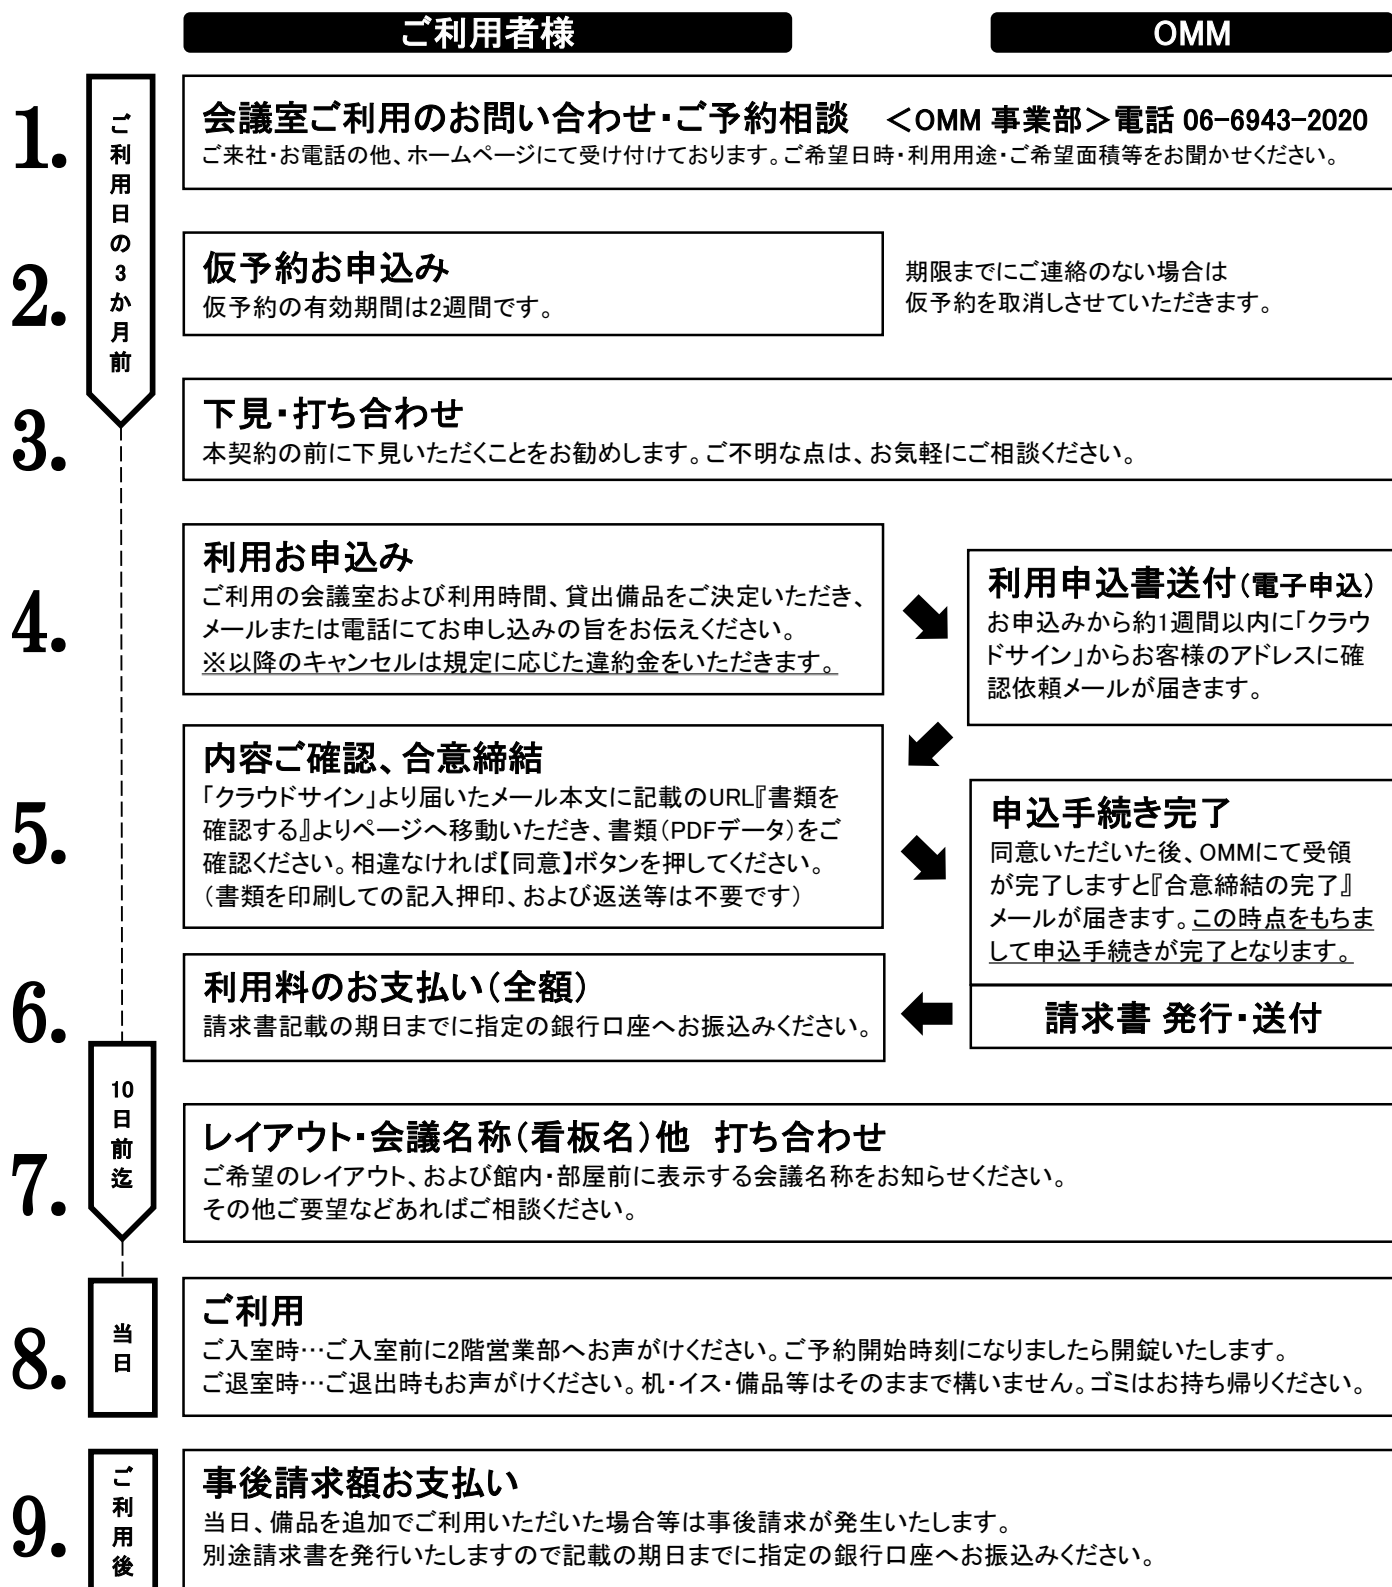 ご利用者様
OMM
1.
ご利用日の3か月前
会議室ご利用のお問い合わせ・ご予約相談　＜OMM 事業部＞電話 06-6943-2020
ご来社・お電話の他、ホームページにて受け付けております。ご希望日時・利用用途・ご希望面積等をお聞かせください。
2.
仮予約お申込み
仮予約の有効期間は2週間です。
期限までにご連絡のない場合は
仮予約を取消しさせていただきます。
3.
下見・打ち合わせ
本契約の前に下見いただくことをお勧めします。ご不明な点は、お気軽にご相談ください。
4.
利用お申込み
ご利用の会議室および利用時間、貸出備品をご決定いただき、
メールまたは電話にてお申し込みの旨をお伝えください。
※以降のキャンセルは規定に応じた違約金をいただきます。
利用申込書送付（電子申込）
お申込みから約1週間以内に「クラウ
ドサイン」からお客様のアドレスに確
認依頼メールが届きます。
5.
内容ご確認、合意締結
「クラウドサイン」より届いたメール本文に記載のURL『書類を
確認する』よりページへ移動いただき、書類（PDFデータ）をご
確認ください。相違なければ【同意】ボタンを押してください。
（書類を印刷しての記入押印、および返送等は不要です）
申込手続き完了
同意いただいた後、OMMにて受領
が完了しますと『合意締結の完了』
メールが届きます。この時点をもちま
して申込手続きが完了となります。
6.
利用料のお支払い（全額）
請求書記載の期日までに指定の銀行口座へお振込みください。
請求書 発行・送付
10日前迄
7.
レイアウト・会議名称（看板名）他　打ち合わせ
ご希望のレイアウト、および館内・部屋前に表示する会議名称をお知らせください。
その他ご要望などあればご相談ください。
8.
当日
ご利用
ご入室時…ご入室前に2階営業部へお声がけください。ご予約開始時刻になりましたら開錠いたします。
ご退室時…ご退出時もお声がけください。机・イス・備品等はそのままで構いません。ゴミはお持ち帰りください。
9.
ご利用後
事後請求額お支払い
当日、備品を追加でご利用いただいた場合等は事後請求が発生いたします。
別途請求書を発行いたしますので記載の期日までに指定の銀行口座へお振込みください。